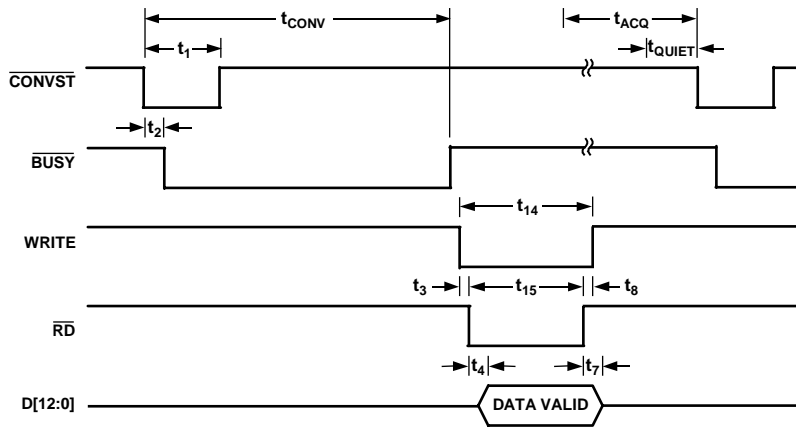 tCONV
tACQ
t1
tQUIET
CONVST
t2
BUSY
t14
WRITE
t3
t15
t8
RD
t4
t7
D[12:0]
DATA VALID